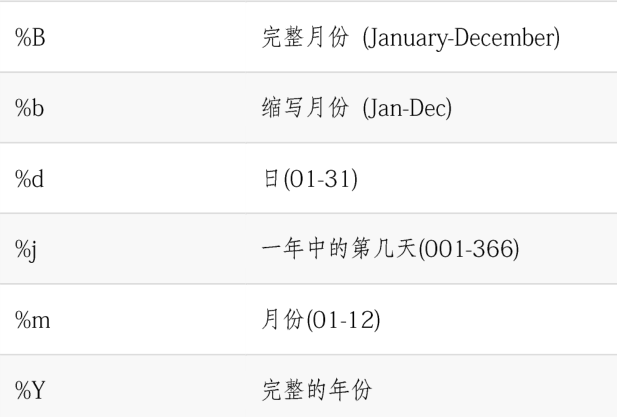 %B 完整月份 (January-December)
%b 缩写月份 (Jan-Dec)
%d 日(01-31)
%j 一年中的第几天(001-366)
%m 月份(01-12)
%Y 完整的年份